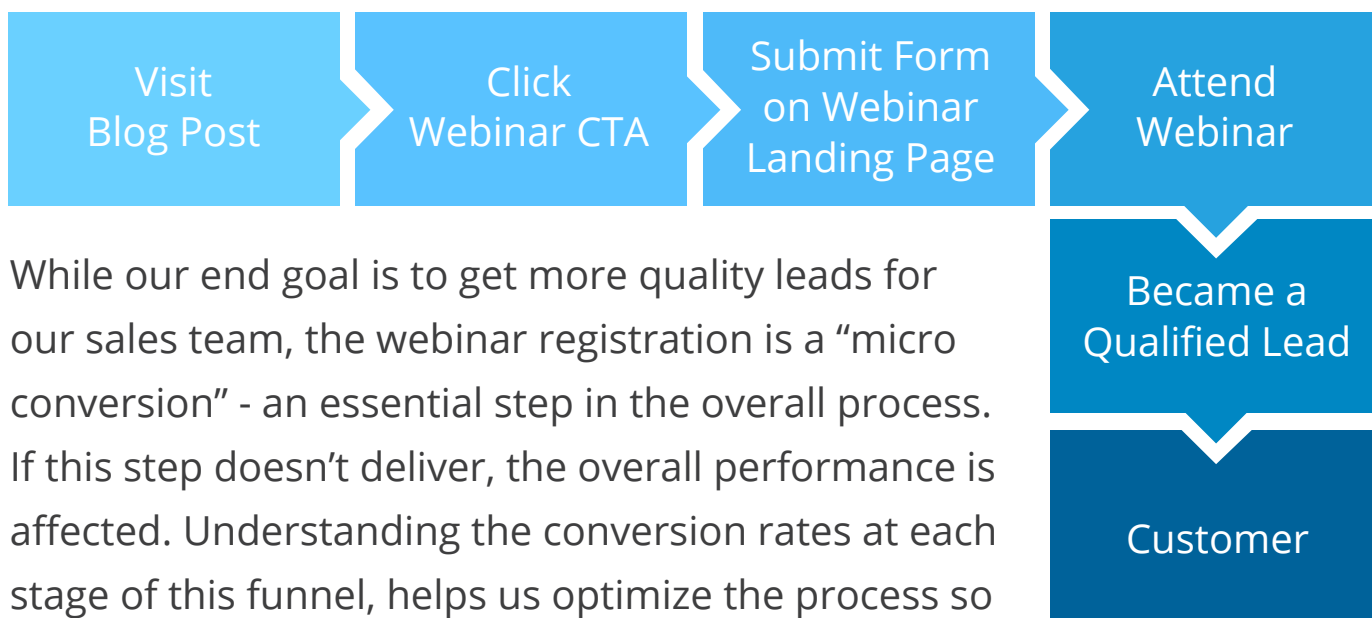 Visit
Blog Post
Click
Webinar CTA
Submit Form
on Webinar
Landing Page
Attend
Webinar
Became a
Qualified Lead
Customer
While our end goal is to get more quality leads for
our sales team, the webinar registration is a “micro
conversion” - an essential step in the overall process.
If this step doesn’t deliver, the overall performance is
affected. Understanding the conversion rates at each
stage of this funnel, helps us optimize the process so